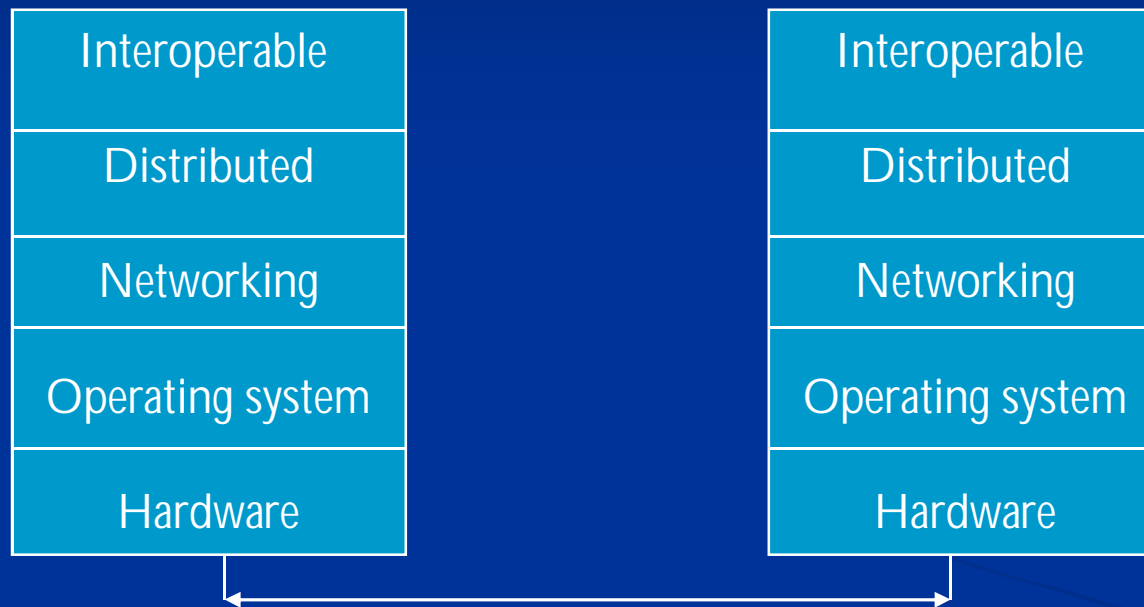 Interoperable
Distributed
Networking
Operating system
Hardware
Interoperable
Distributed
Networking
Operating system
Hardware